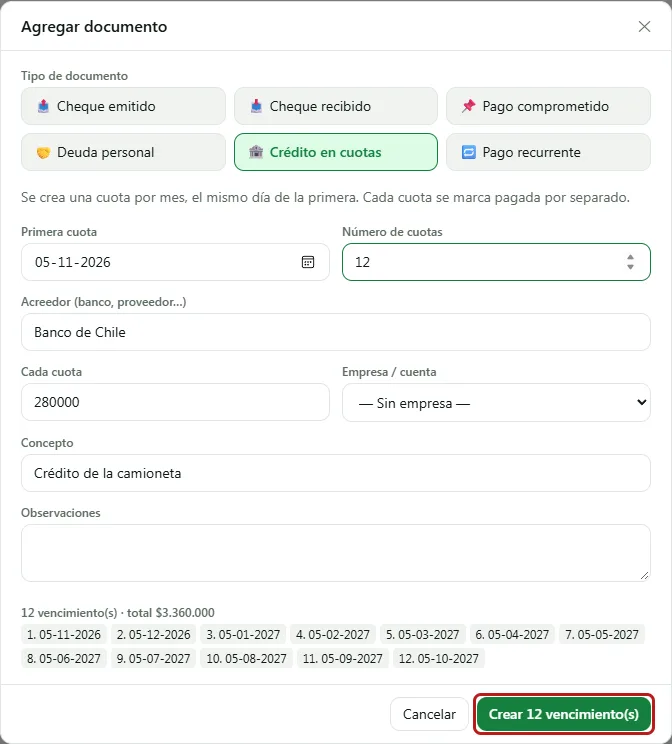 Agregar documento
Tipo de documento
Cheque emitido
Cheque recibido
Pago comprometido
Deuda personal
Crédito en cuotas
Pago recurrente
Se crea una cuota por mes, el mismo día de la primera. Cada cuota se marca pagada por separado.
Primera cuota
Número de cuotas
05-11-2026
12
Acreedor (banco, proveedor...)
Banco de Chile
Cada cuota
Empresa / cuenta
280000
— Sin empresa —
Concepto
Crédito de la camioneta
Observaciones
12 vencimiento(s) · total $3.360.000
1. 05-11-2026 2. 05-12-2026 3. 05-01-2027 4. 05-02-2027 5. 05-03-2027 6. 05-04-2027 7. 05-05-2027
8. 05-06-2027 9. 05-07-2027 10. 05-08-2027 11. 05-09-2027 12. 05-10-2027
Cancelar
Crear 12 vencimiento(s)